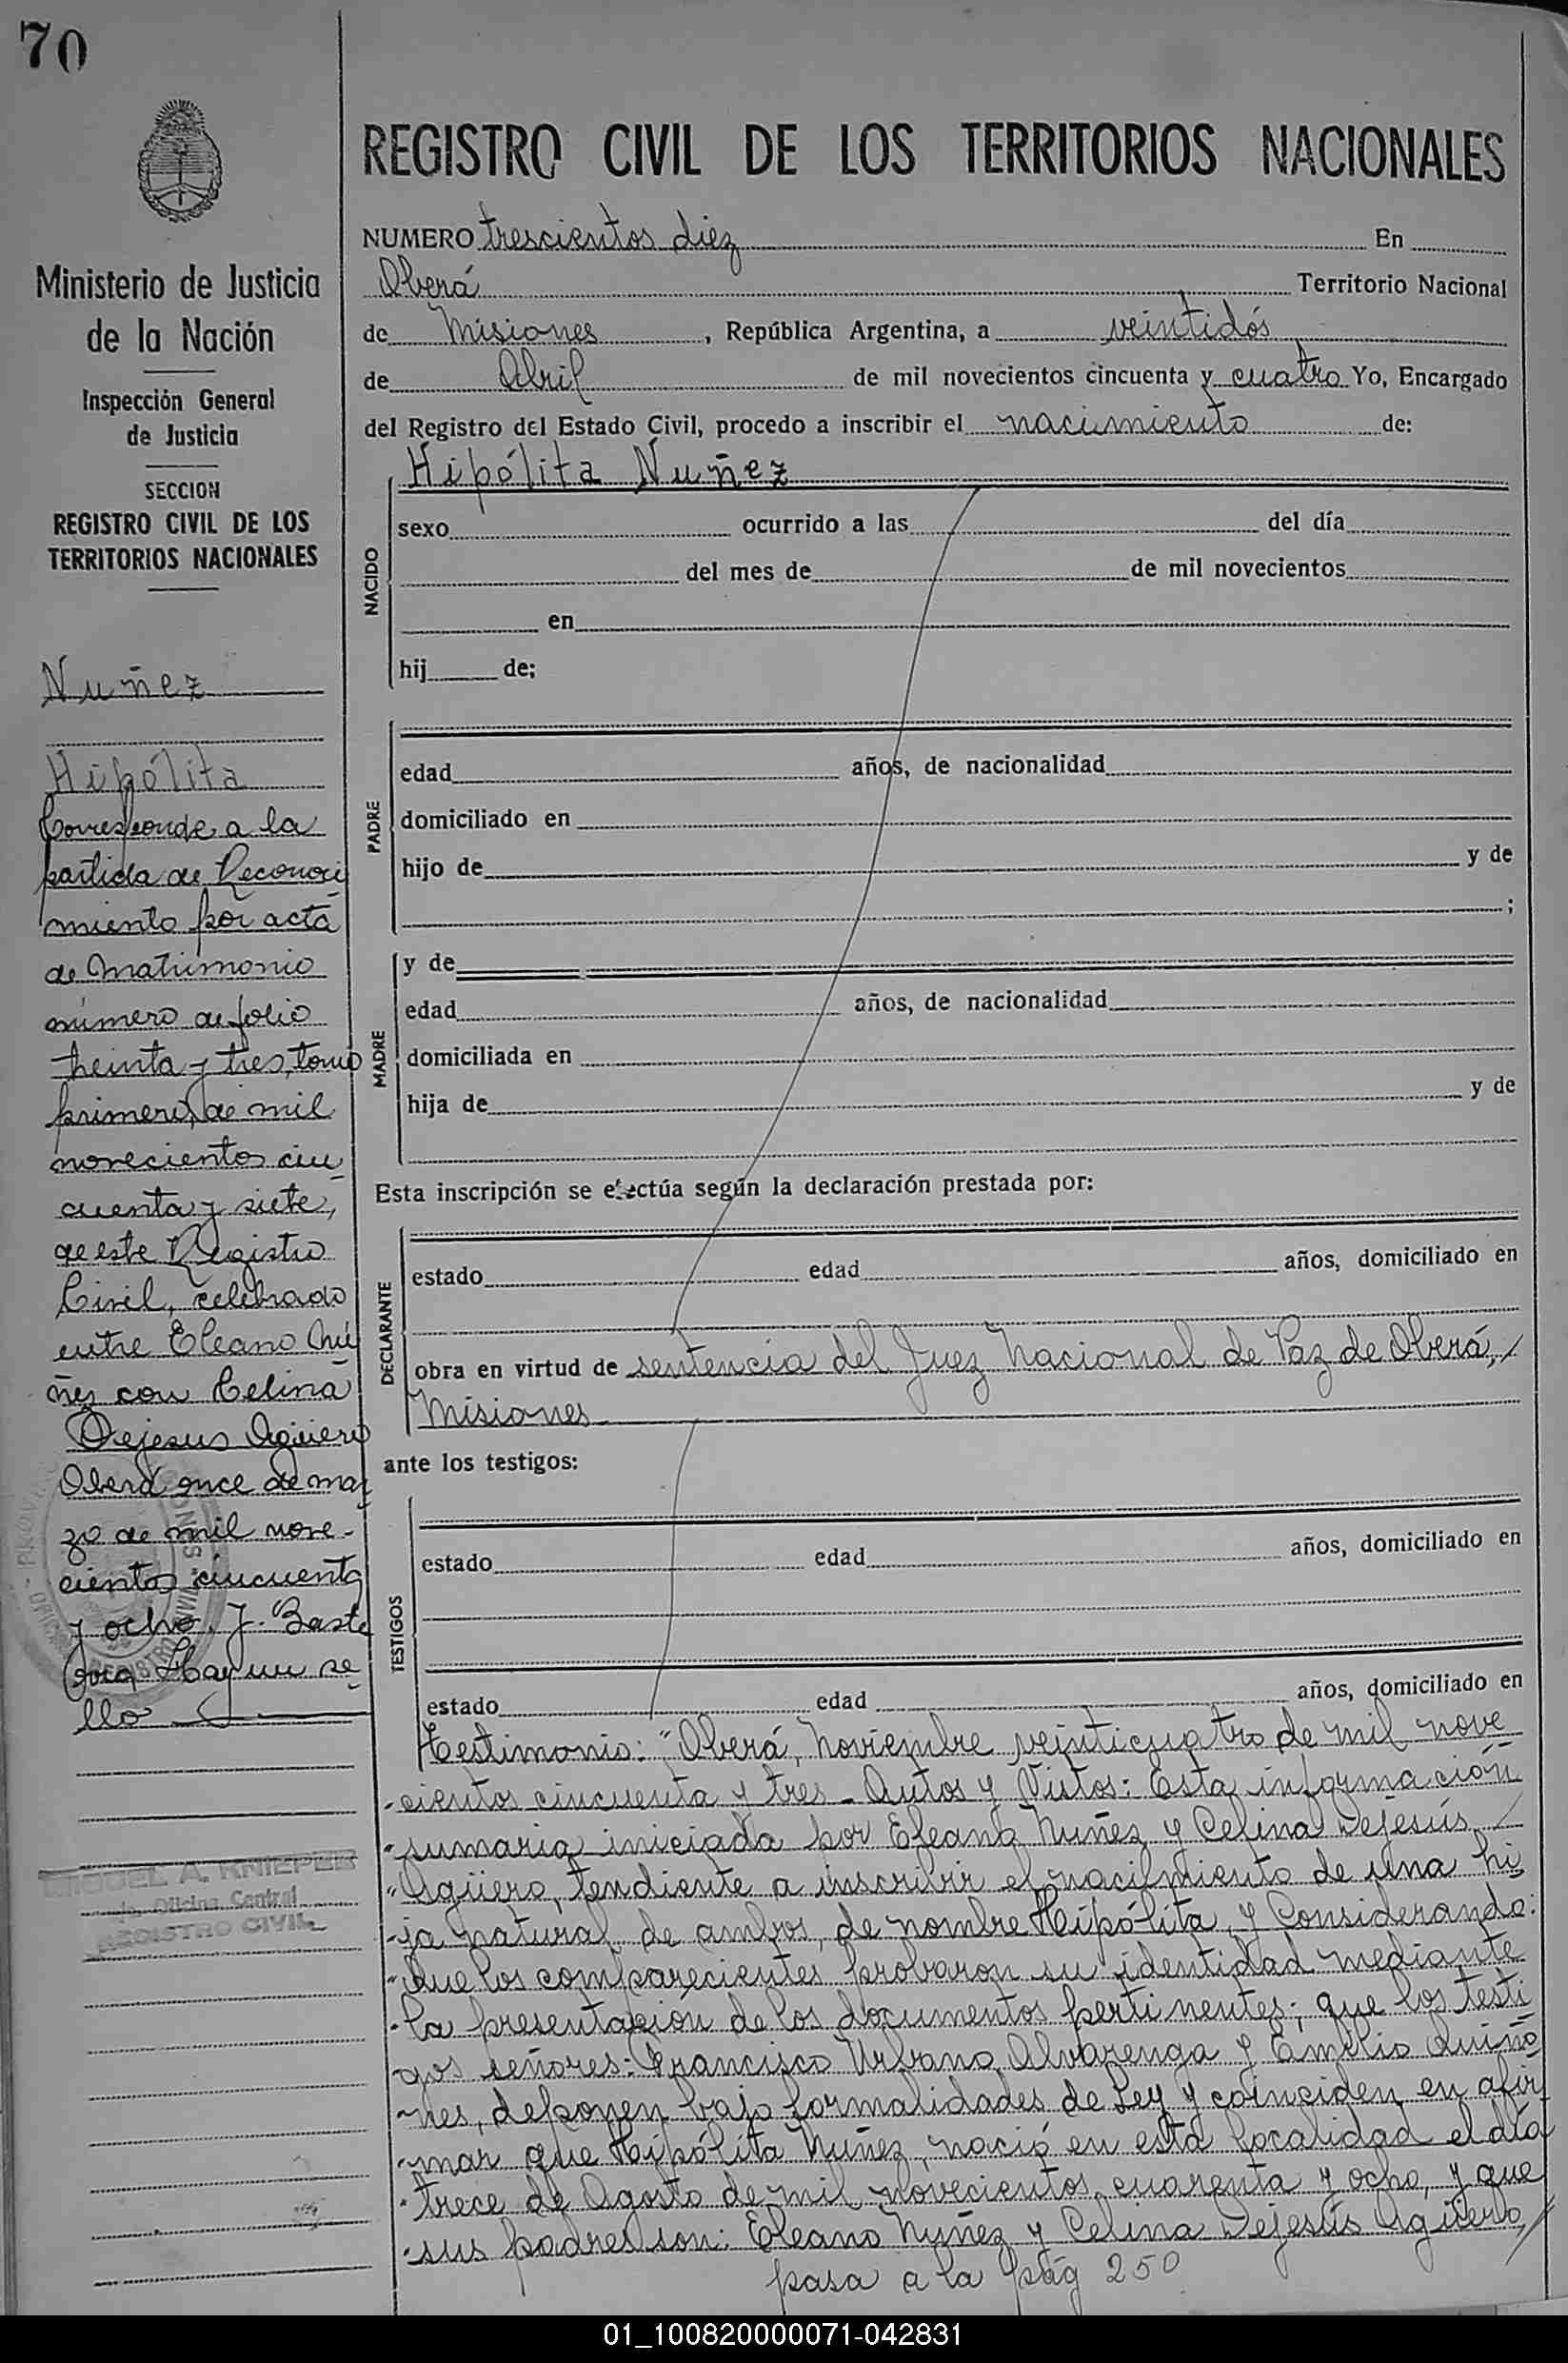 70
REGISTRO CIVIL DE LOS TERRITORIOS NACIONALES
Ministerio de Justicia
de la Nación
Inspección General
de Justicia
SECCION
REGISTRO CIVIL DE LOS
TERRITORIOS NACIONALES
Nuñez
Hipólita
Corresponde a la
partida de Reconoci
miento por acta
de Matrimonio
número de folio
treinta y tres, tomo
primero, de mil
novecientos cin
cuenta y siete,
de este Registro
Civil, celebrado
entre Eleano Nú
ñez con Celina
Dejesus Agüero
Oberá once de mar
zo de mil nove-
cientos cincuenta
y ocho. J. Baste
Hay un se
llo
MIGUEL A. KNIEPER
Oficina Central
REGISTRO CIVIL
NUMERO trescientos diez En
Oberá Territorio Nacional
de Misiones, República Argentina, a veintidós
de Abril de mil novecientos cincuenta y cuatro Yo, Encargado
del Registro del Estado Civil, procedo a inscribir el nacimiento de:
Hipólita Nuñez
NACIDO
sexo ocurrido a las del día
del mes de de mil novecientos
en
hij de;
PADRE
edad años, de nacionalidad
domiciliado en
hijo de y de
;
MADRE
y de
edad años, de nacionalidad
domiciliada en
hija de y de
Esta inscripción se efectúa según la declaración prestada por:
DECLARANTE
estado edad años, domiciliado en
obra en virtud de sentencia del Juez Nacional de Paz de Oberá, /
Misiones
ante los testigos:
TESTIGOS
estado edad años, domiciliado en
estado edad años, domiciliado en
Testimonio: "Oberá, Noviembre veinticuatro de mil nove
cientos cincuenta y tres - Autos y Vistos: Esta información
sumaria iniciada por Eleano Nuñez y Celina Dejesús /
"Agüero, tendiente a inscribir el nacimiento de una hi
ja natural de ambos, de nombre Hipólita, y Considerando:
"Que los comparecientes probaron su identidad mediante
la presentación de los documentos pertinentes; que los testi
gos señores: Francisco Urbano Alvarenga y Emilio Quiño
nes, deponen bajo formalidades de Ley y coinciden en afir
mar que Hipólita Nuñez, nació en esta localidad el día
trece de Agosto de mil novecientos cuarenta y ocho, y que
sus padres son: Eleano Nuñez y Celina Dejesús Agüero, /
pasa a la pág 250
01_100820000071-042831